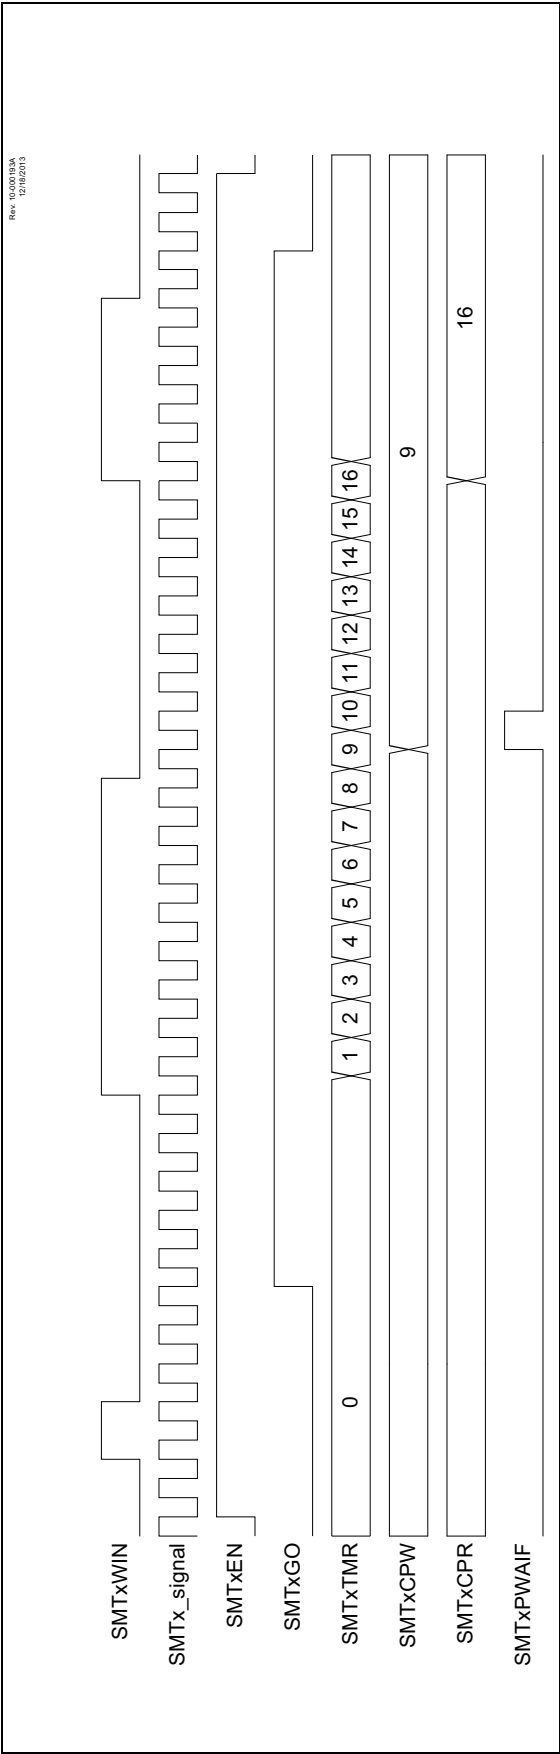 Rev. 10-000193A
12/18/2013
SMTxWIN
SMTx_signal
SMTxEN
SMTxGO
SMTxTMR 0 1 2 3 4 5 6 7 8 9 10 11 12 13 14 15 16
SMTxCPW 9
SMTxCPR 16
SMTxPWAIF